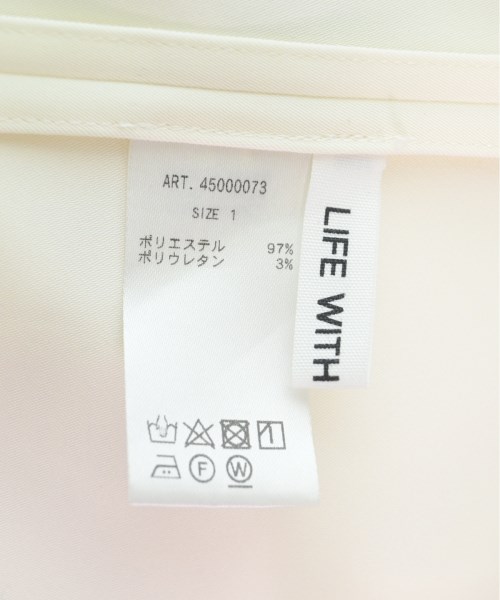 ART. 45000073
SIZE 1
ポリエステル 97%
ポリウレタン 3%
LIFE WITH
F W